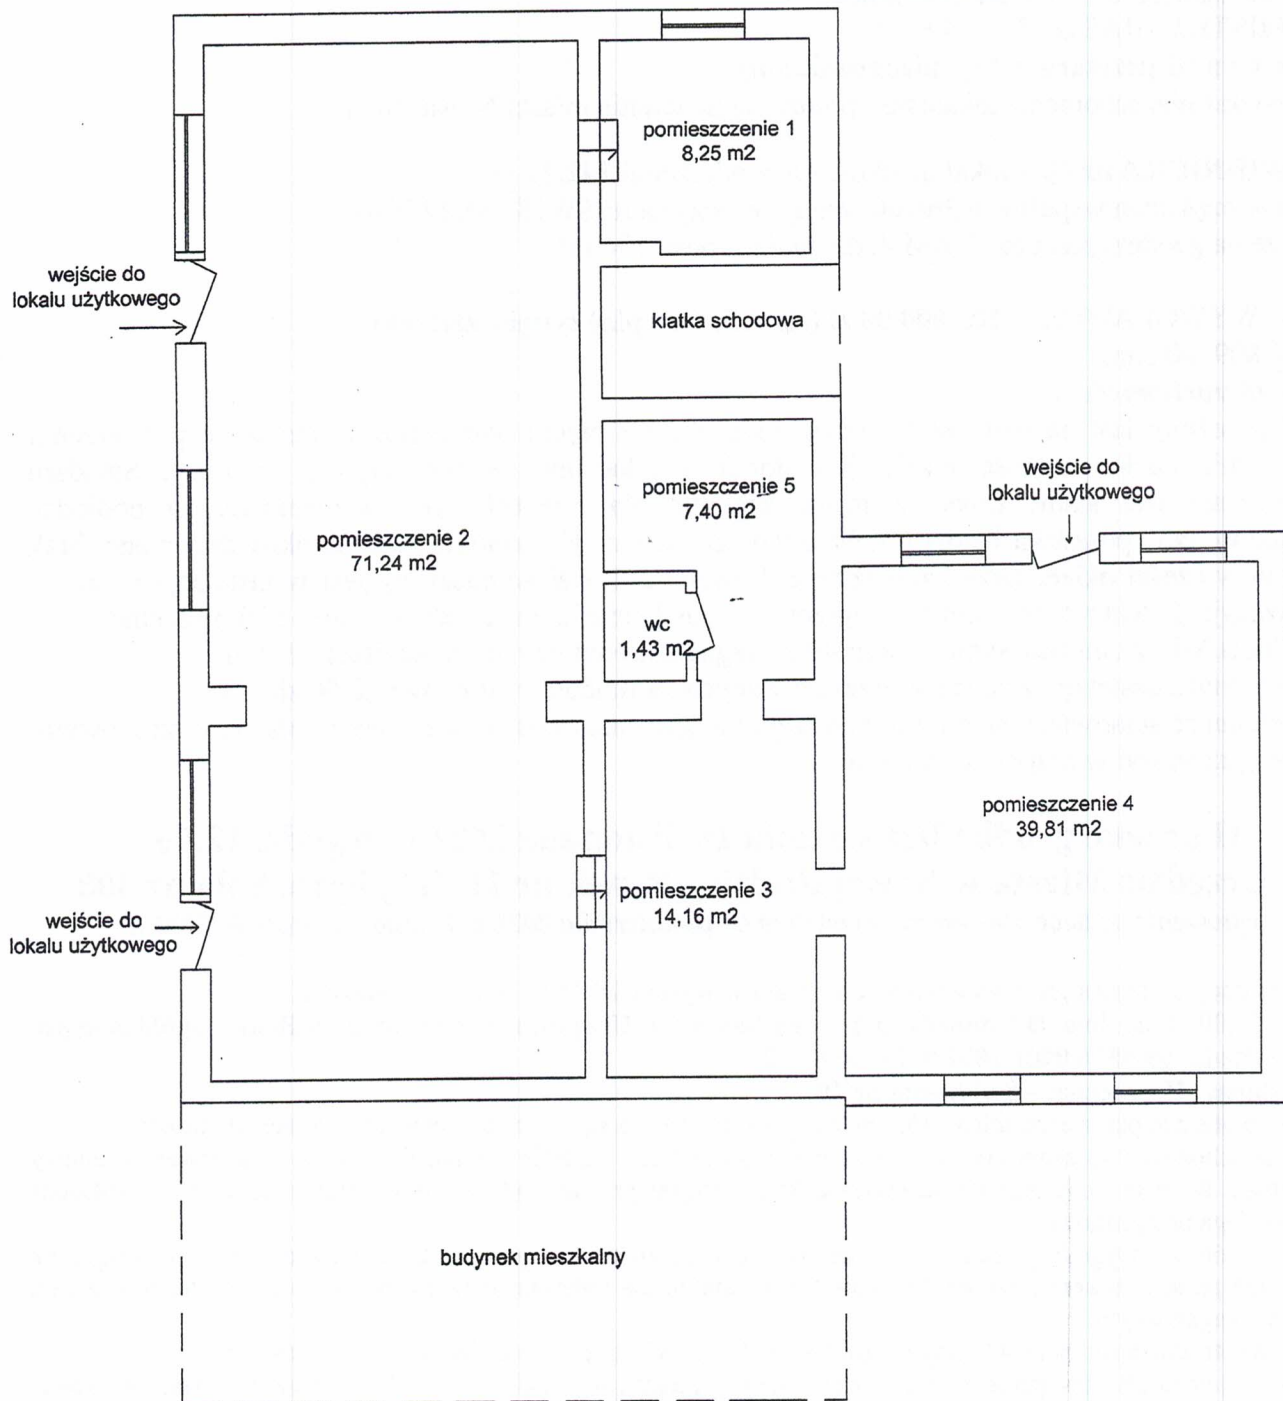 pomieszczenie 1
8,25 m2
wejście do
lokalu użytkowego
klatka schodowa
wejście do
lokalu użytkowego
pomieszczenie 5
7,40 m2
pomieszczenie 2
71,24 m2
wc
1,43 m2
pomieszczenie 4
39,81 m2
pomieszczenie 3
14,16 m2
wejście do
lokalu użytkowego
budynek mieszkalny